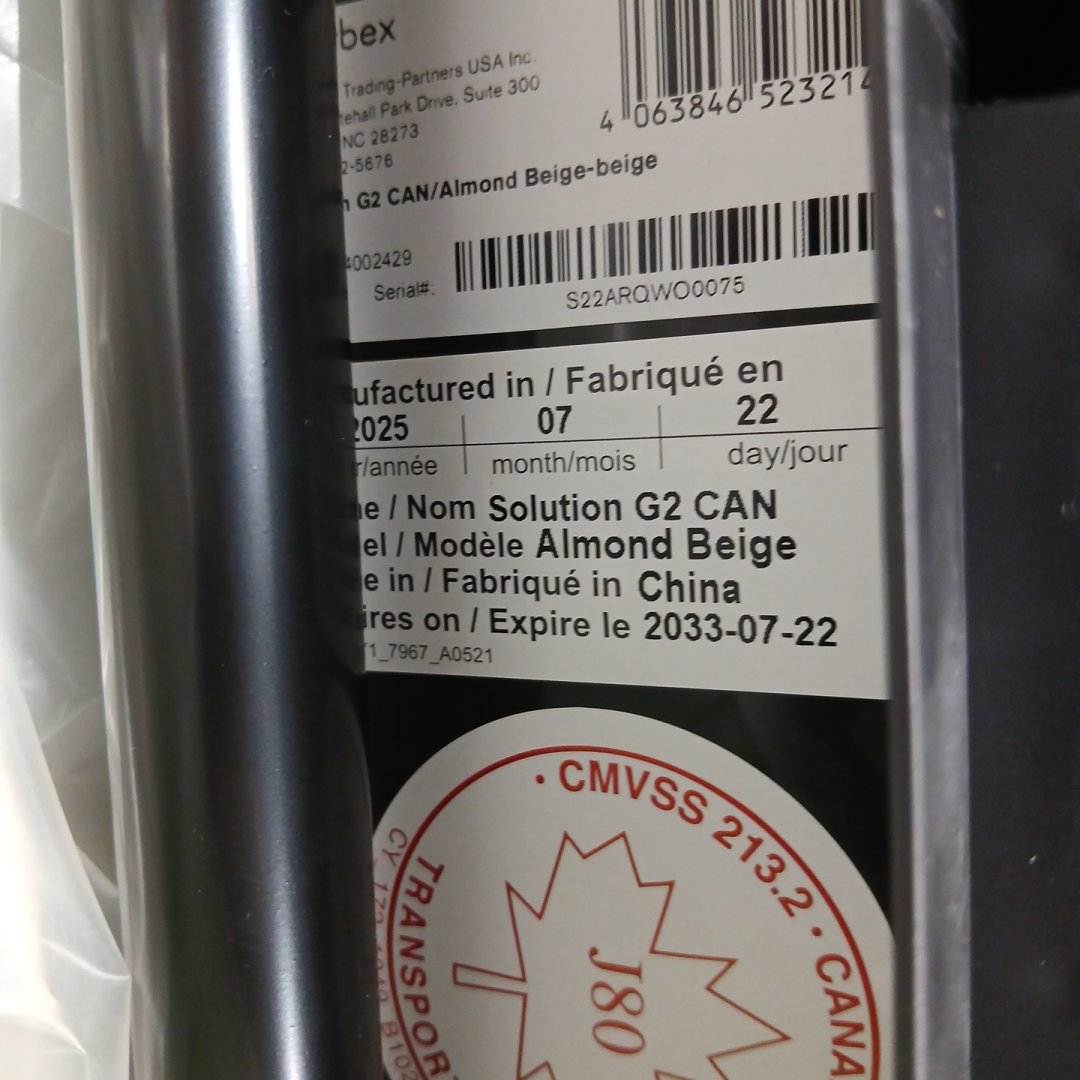 bex
Trading-Partners USA Inc.
tehall Park Drive, Suite 300
NC 28273
2-5676
4 063846 523214
n G2 CAN/Almond Beige-beige
4002429
Serial#:
S22ARQWO0075
ufactured in / Fabriqué en
2025 07 22
r/année month/mois day/jour
ne / Nom Solution G2 CAN
el / Modèle Almond Beige
e in / Fabriqué in China
ires on / Expire le 2033-07-22
_7967_A0521
· CMVSS 213.2 · CANA
TRANSPOR
J80